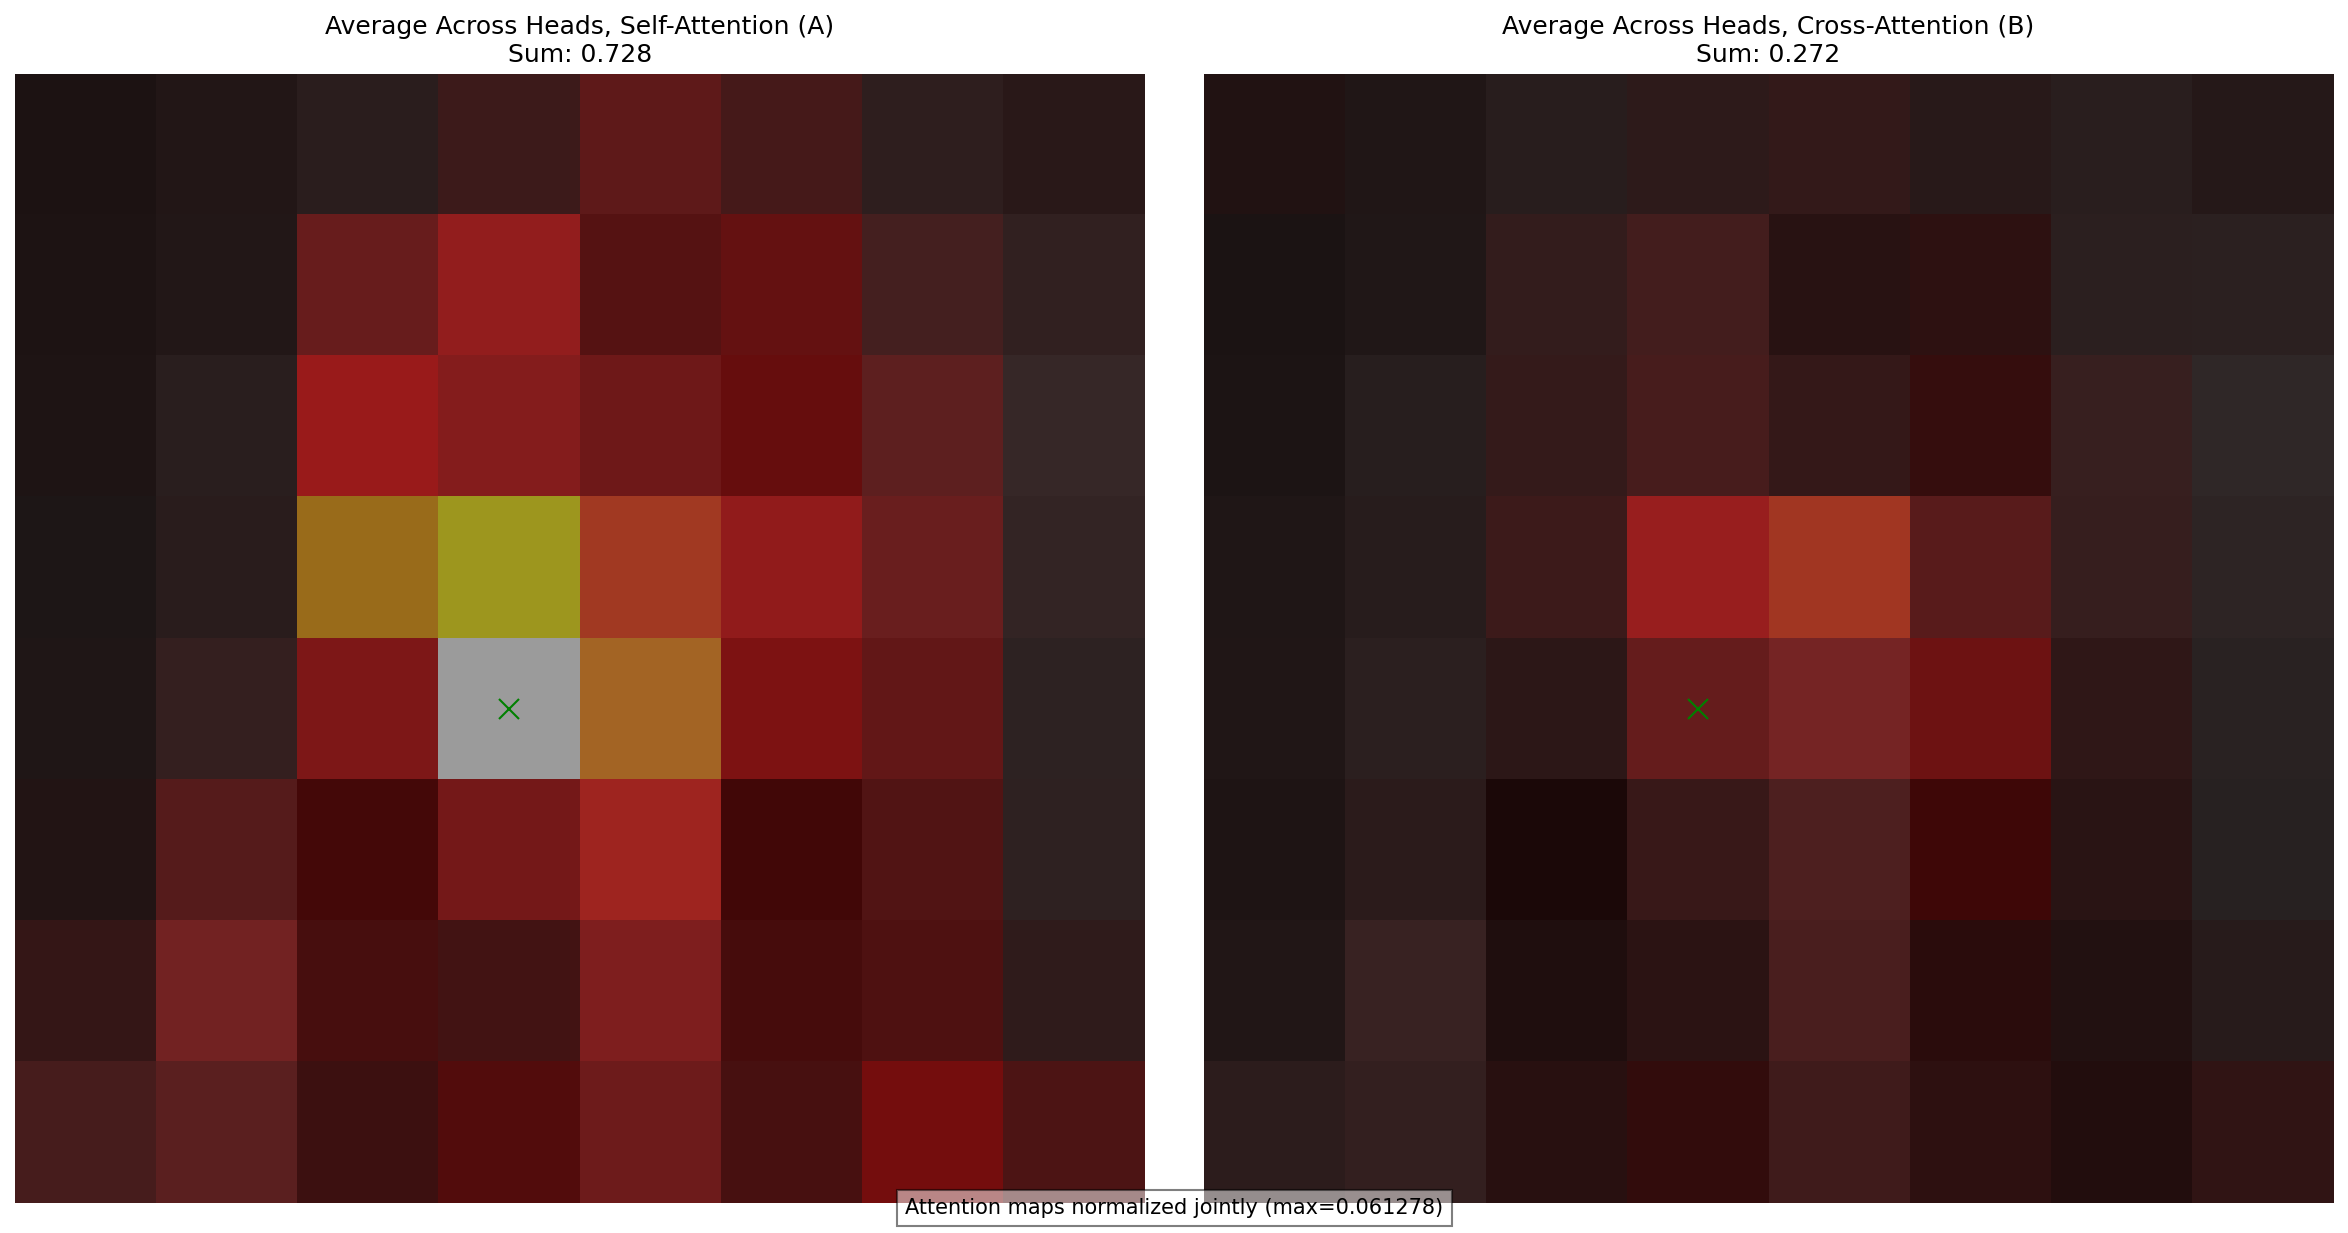 Average Across Heads, Self-Attention (A)
Sum: 0.728
Average Across Heads, Cross-Attention (B)
Sum: 0.272
Attention maps normalized jointly (max=0.061278)